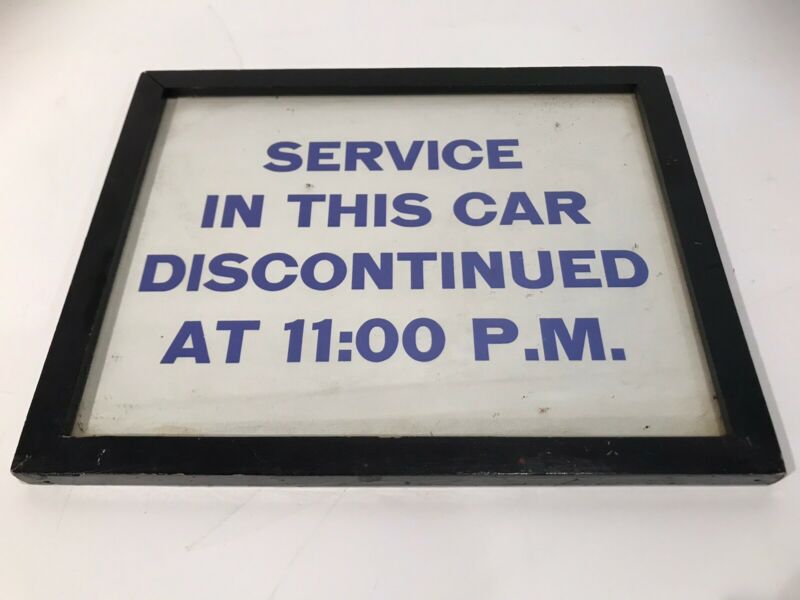 SERVICE
IN THIS CAR
DISCONTINUED
AT 11:00 P.M.